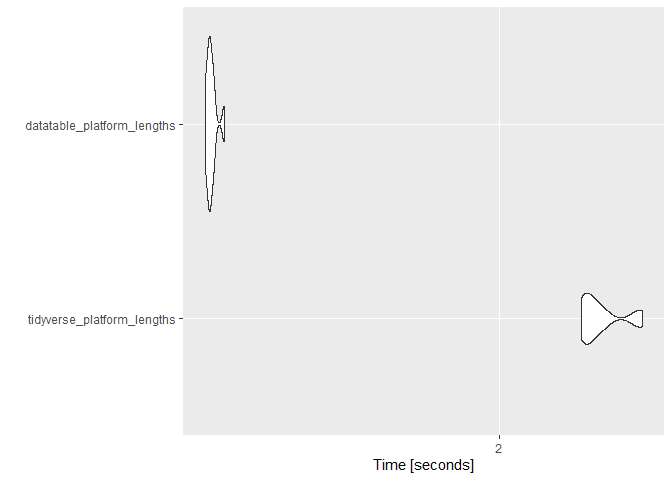 datatable_platform_lengths
tidyverse_platform_lengths
2
Time [seconds]